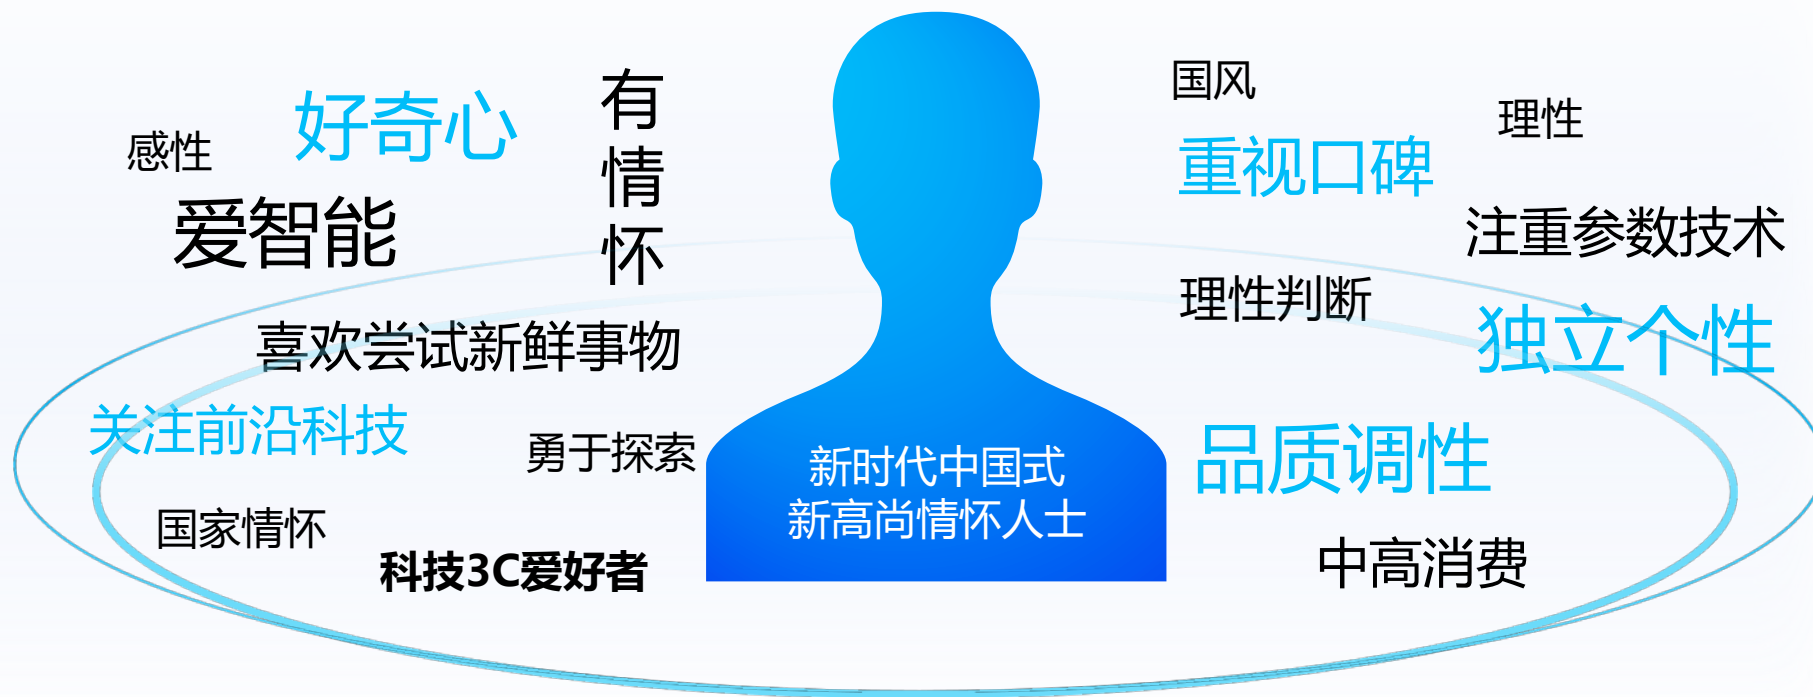 感性
好奇心
有情怀
爱智能
喜欢尝试新鲜事物
关注前沿科技
勇于探索
国家情怀
科技3C爱好者
新时代中国式
新高尚情怀人士
国风
理性
重视口碑
注重参数技术
理性判断
独立个性
品质调性
中高消费